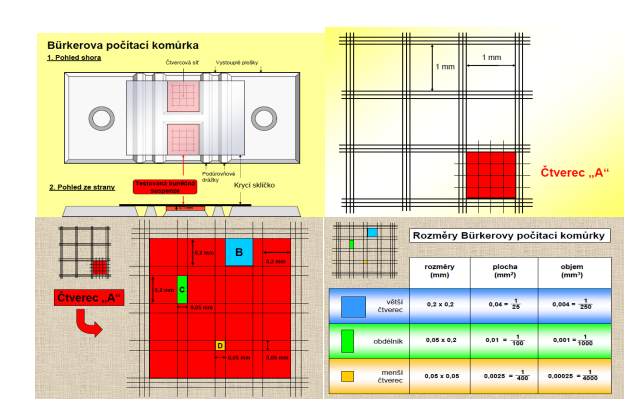 Bürkerova počítací komůrka
1. Pohled shora
Čtvercová síť
Vystouplé plošky
Testovaná buněčná
suspenze
Podúrovňové
drážky
Krycí sklíčko
2. Pohled ze strany
1 mm
1 mm
Čtverec „A“
Čtverec „A“
0,2 mm
B
0,2 mm
0,2 mm
C
0,05 mm
D
0,05 mm
0,05 mm
Rozměry Bürkerovy počítací komůrky
rozměry plocha objem
(mm) (mm²) (mm³)
větší čtverec 0,2 x 0,2 0,04 = 1/25 0,004 = 1/250
obdélník 0,05 x 0,2 0,01 = 1/100 0,001 = 1/1000
menší čtverec 0,05 x 0,05 0,0025 = 1/400 0,00025 = 1/4000